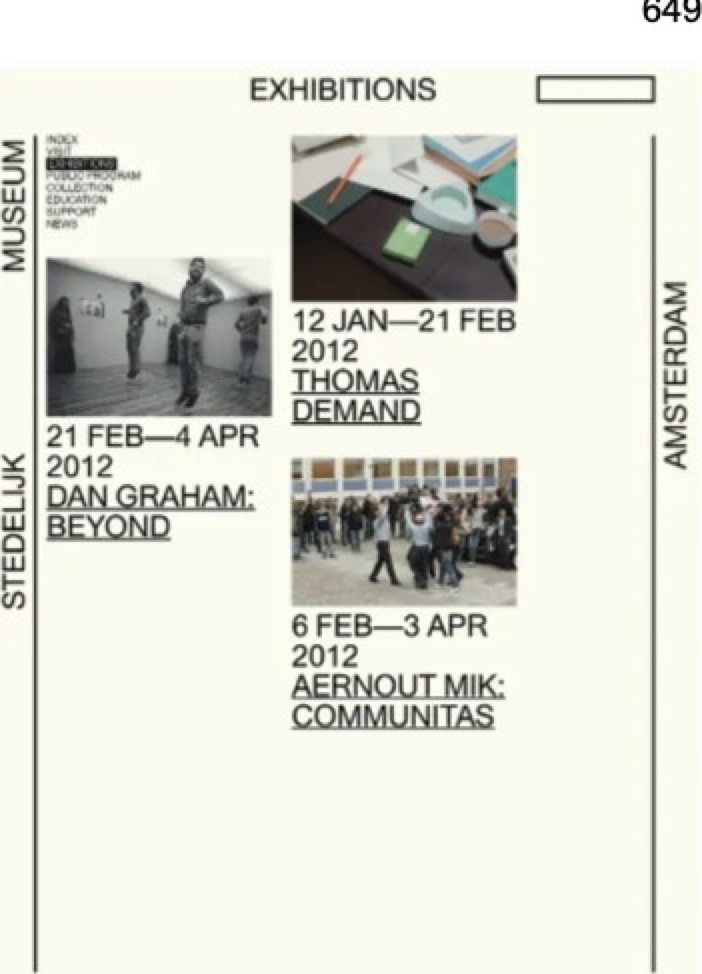 649
EXHIBITIONS
STEDELIJK MUSEUM
INDEX
VISIT
EXHIBITIONS
PUBLIC PROGRAM
COLLECTION
EDUCATION
SUPPORT
NEWS
21 FEB—4 APR
2012
DAN GRAHAM:
BEYOND
12 JAN—21 FEB
2012
THOMAS
DEMAND
6 FEB—3 APR
2012
AERNOUT MIK:
COMMUNITAS
AMSTERDAM